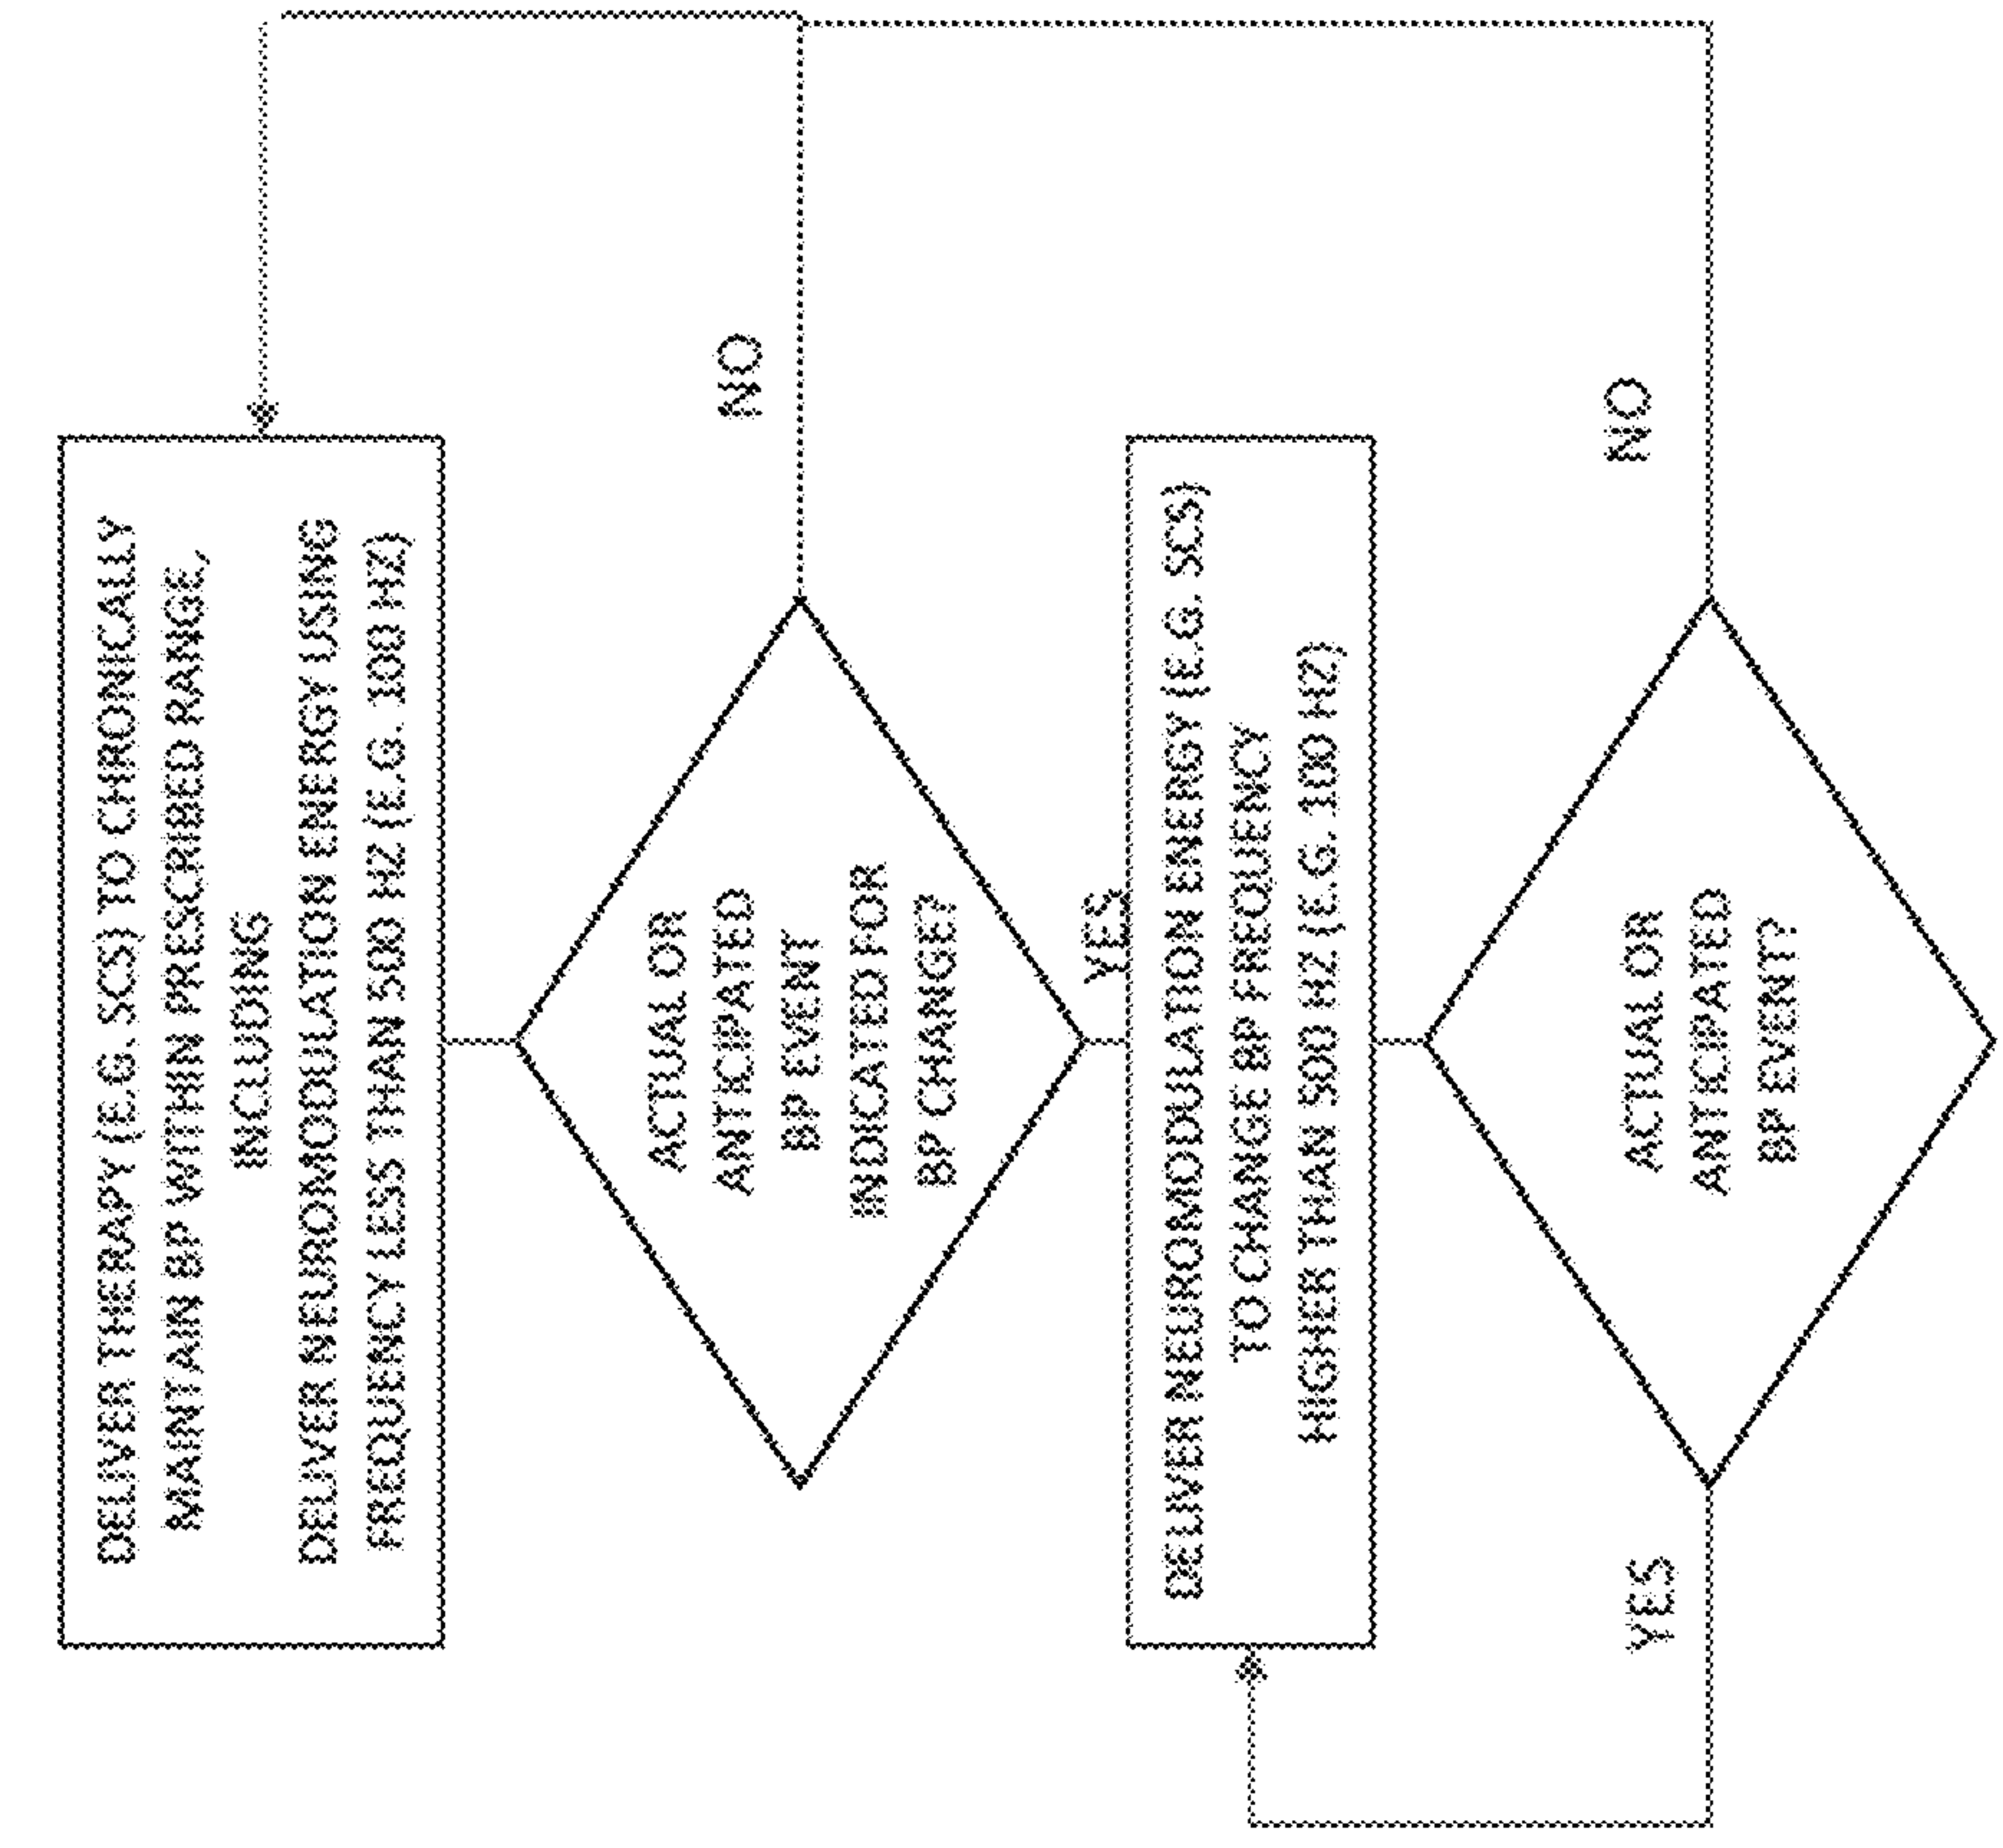 DELIVER THERAPY (E.G. SCS) TO CHRONICALLY
MAINTAIN BP WITHIN PRESCRIBED RANGE,
INCLUDING
DELIVER NEUROMODULATION ENERGY USING
FREQUENCY LESS THAN 500 HZ (E.G. 100 HZ)
ACTUAL OR
ANTICIPATED
BP EVENT
INDICATED FOR
BP CHANGE?
NO
YES
DELIVER NEUROMODULATION ENERGY (E.G. SCS)
TO CHANGE BP FREQUENCY
HIGHER THAN 500 HZ (E.G. 100 HZ)
ACTUAL OR
ANTICIPATED
BP EVENT?
NO
YES